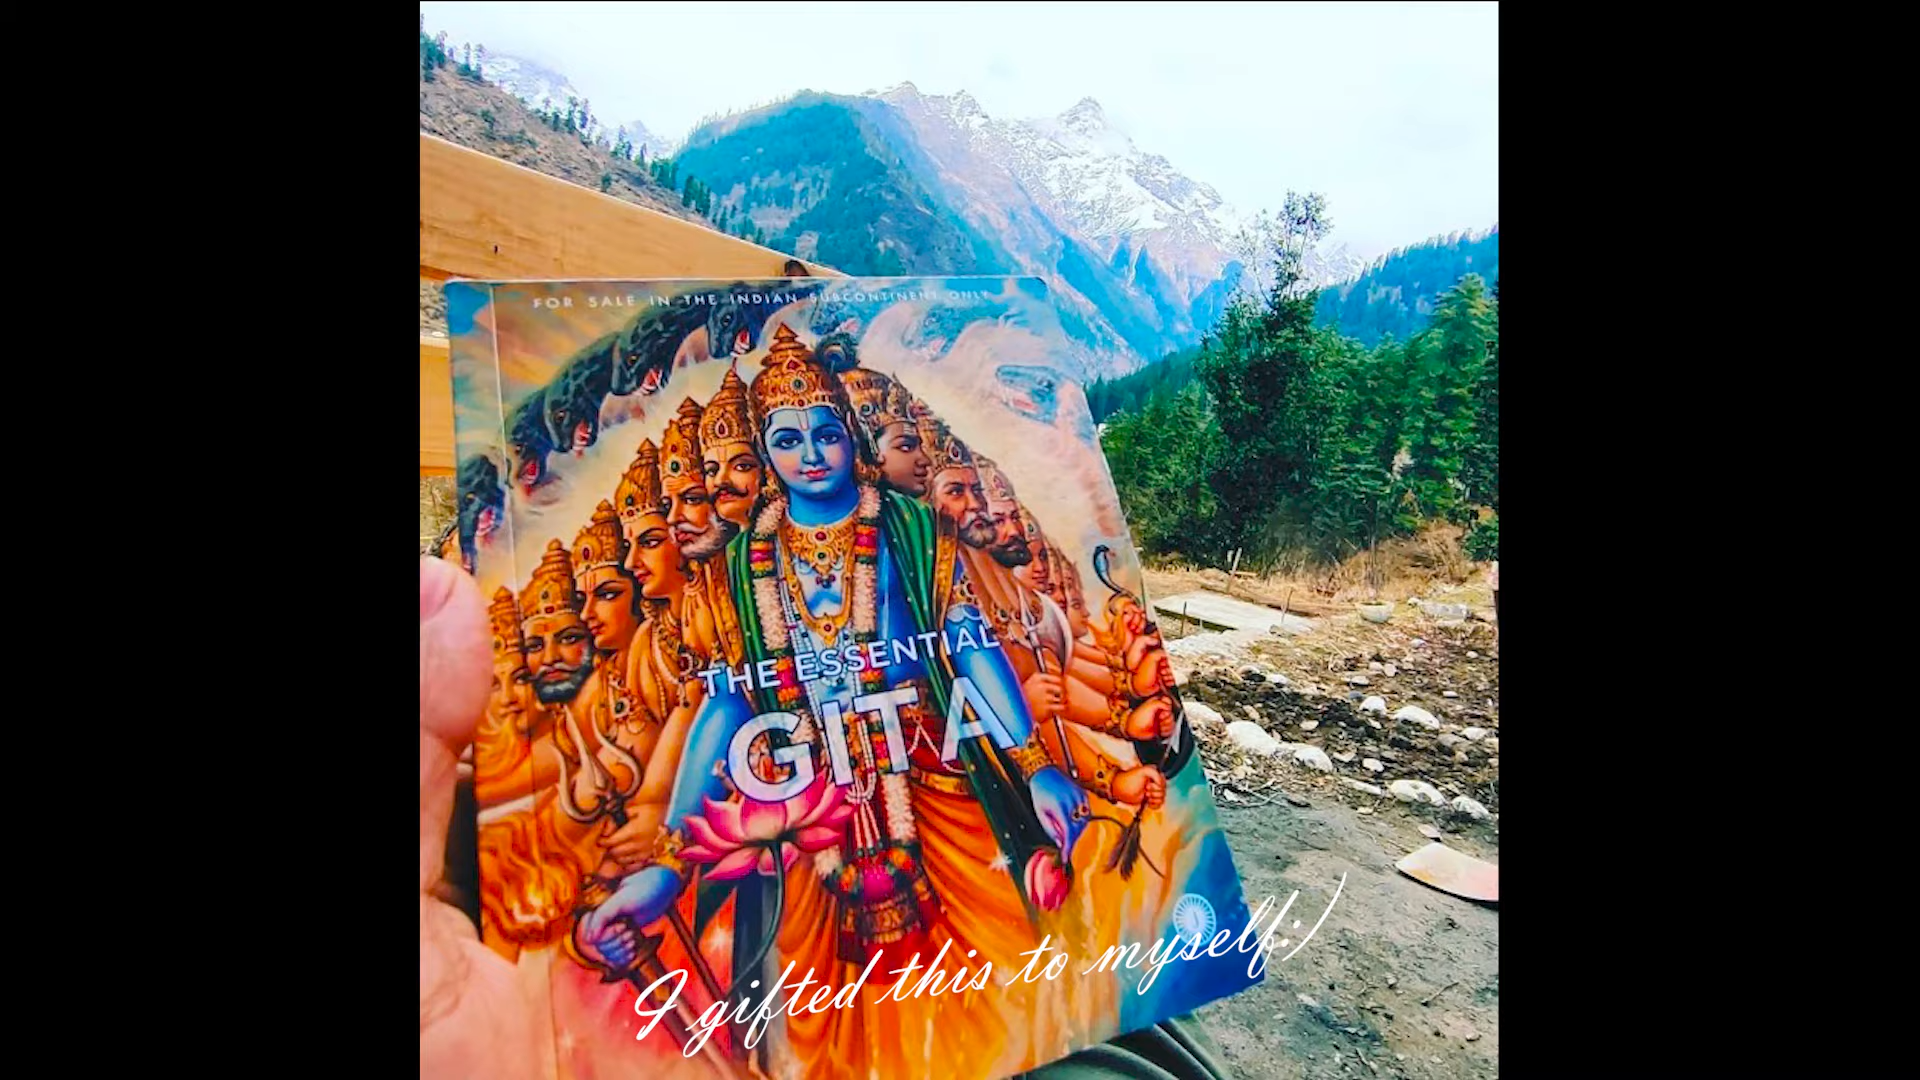 FOR SALE IN THE INDIAN SUBCONTINENT ONLY
THE ESSENTIAL
GITA
I gifted this to myself:)